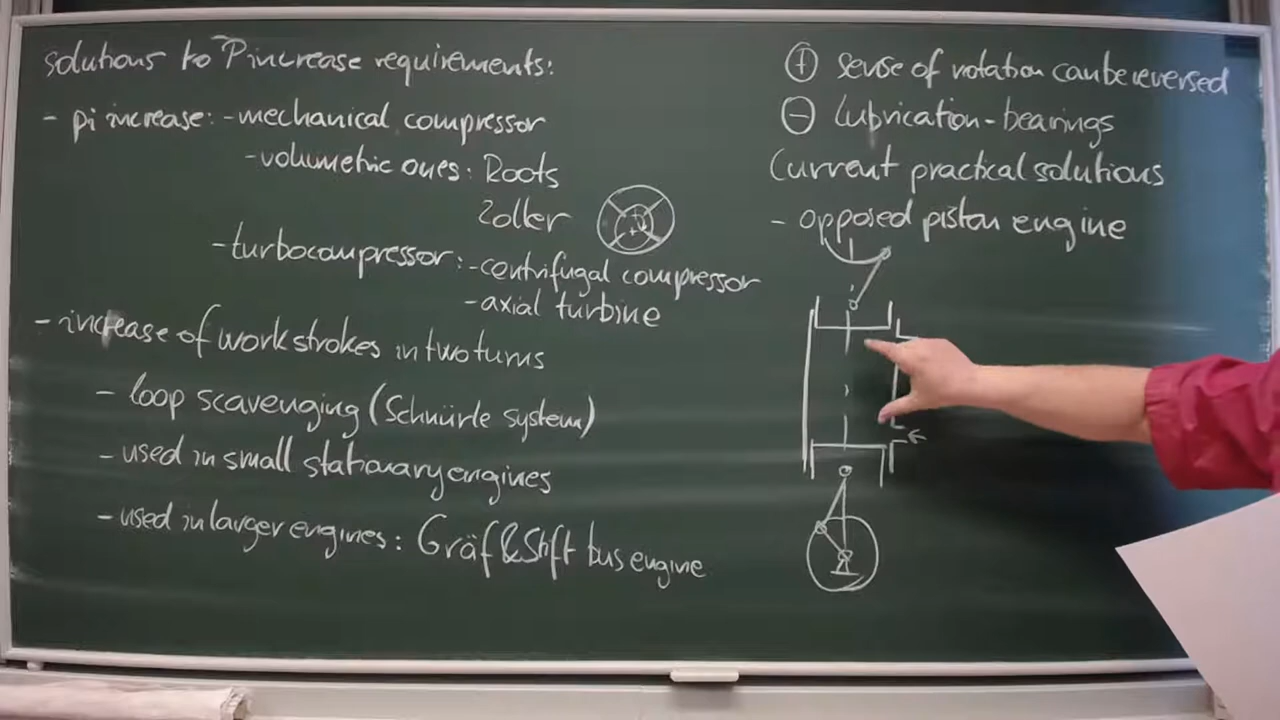 solutions to P increase requirements:
- pi increase: - mechanical compressor
- volumetric ones: Roots
Zoller
- turbocompressor: - centrifugal compressor
- axial turbine
- increase of work strokes in two turns
- loop scavenging (Schnürle system)
- used in small stationary engines
- used in larger engines: Gräf & Stift bus engine
⊕ sense of rotation can be reversed
⊖ lubrication - bearings
Current practical solutions
- opposed piston engine